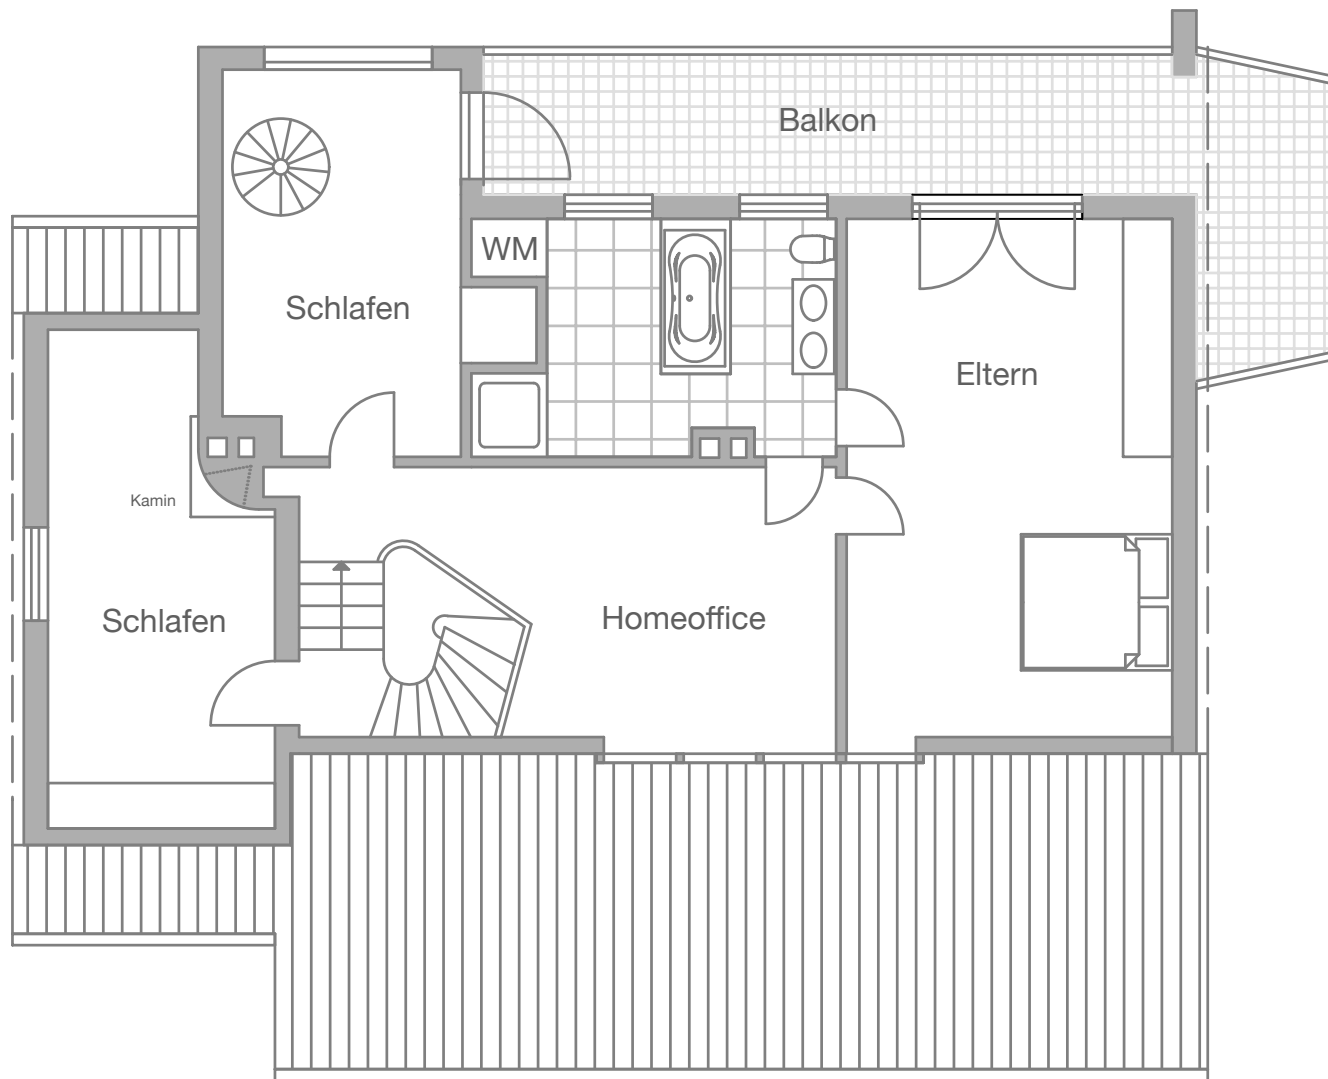 Balkon
WM
Schlafen
Eltern
Kamin
Schlafen
Homeoffice